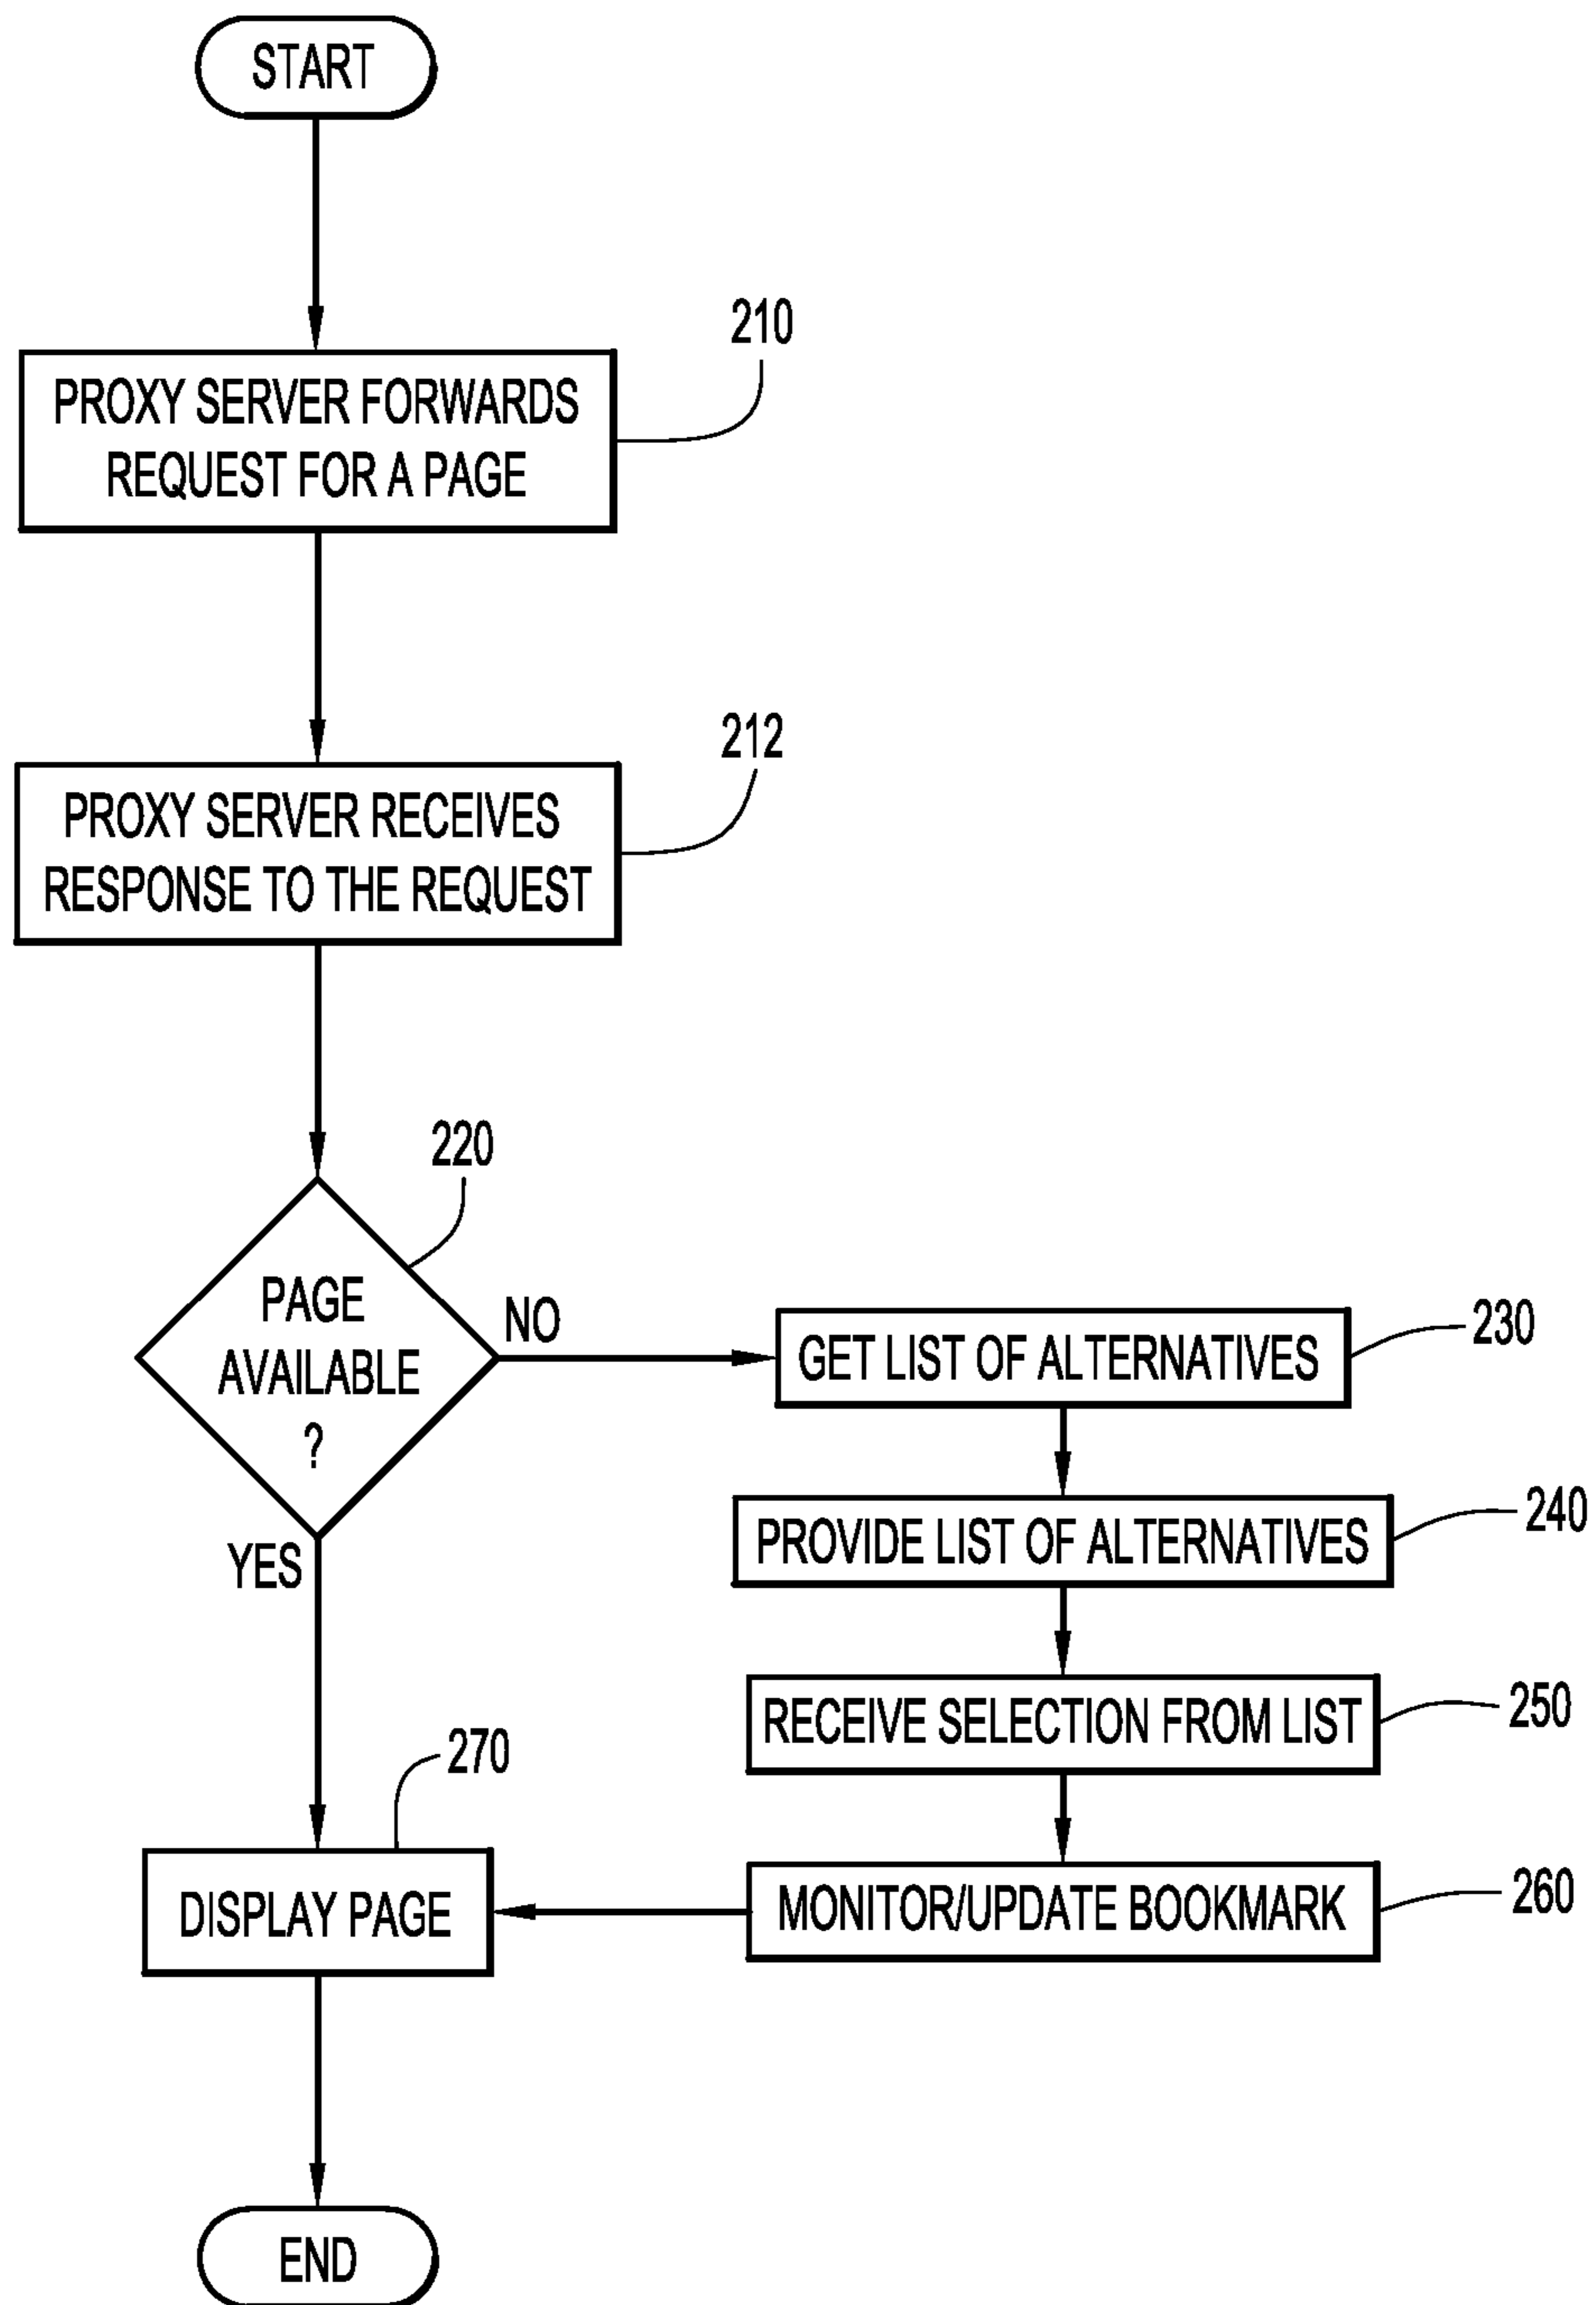 START
210
PROXY SERVER FORWARDS
REQUEST FOR A PAGE
212
PROXY SERVER RECEIVES
RESPONSE TO THE REQUEST
220
PAGE
AVAILABLE
?
NO
YES
GET LIST OF ALTERNATIVES
230
PROVIDE LIST OF ALTERNATIVES
240
RECEIVE SELECTION FROM LIST
250
MONITOR/UPDATE BOOKMARK
260
270
DISPLAY PAGE
END